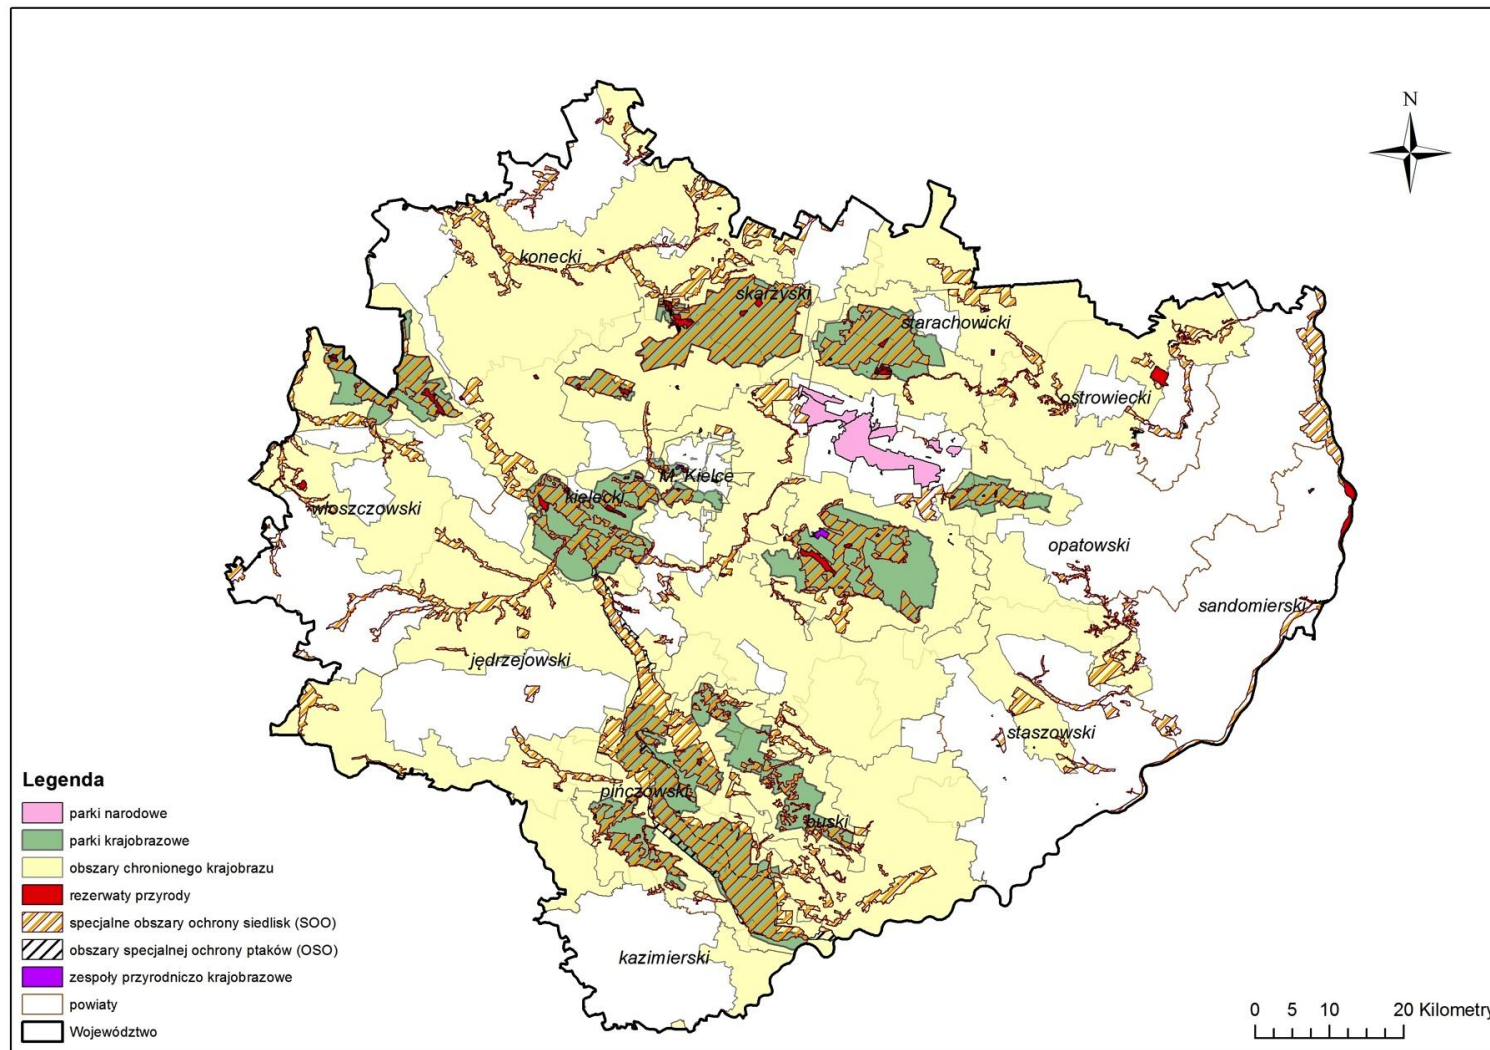 N
konecki
skarżyski
starachowicki
ostrowiecki
M. Kielce
kielecki
włoszczowski
opatowski
sandomierski
jędrzejowski
staszowski
pińczowski
buski
kazimierski
Legenda
parki narodowe
parki krajobrazowe
obszary chronionego krajobrazu
rezerwaty przyrody
specjalne obszary ochrony siedlisk (SOO)
obszary specjalnej ochrony ptaków (OSO)
zespoły przyrodniczo krajobrazowe
powiaty
Województwo
0 5 10 20 Kilometry